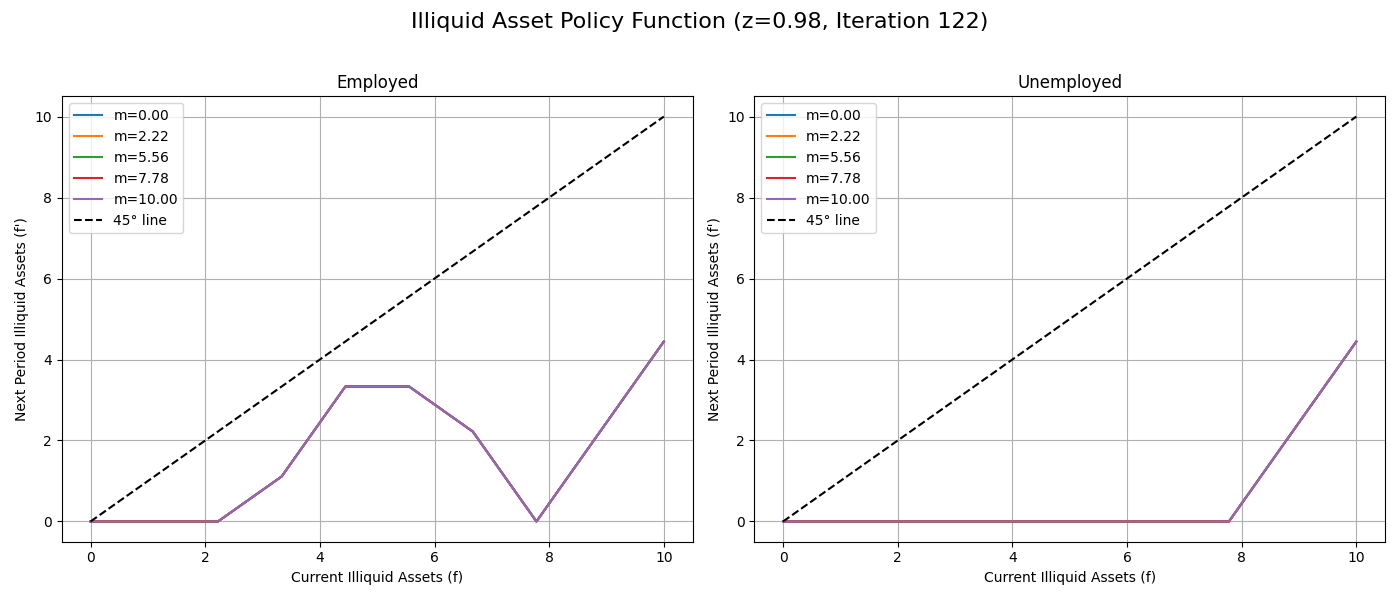 Illiquid Asset Policy Function (z=0.98, Iteration 122)
Employed
m=0.00
m=2.22
m=5.56
m=7.78
m=10.00
45° line
10
8
6
4
2
0
Next Period Illiquid Assets (f')
0 2 4 6 8 10
Current Illiquid Assets (f)
Unemployed
m=0.00
m=2.22
m=5.56
m=7.78
m=10.00
45° line
10
8
6
4
2
0
Next Period Illiquid Assets (f')
0 2 4 6 8 10
Current Illiquid Assets (f)